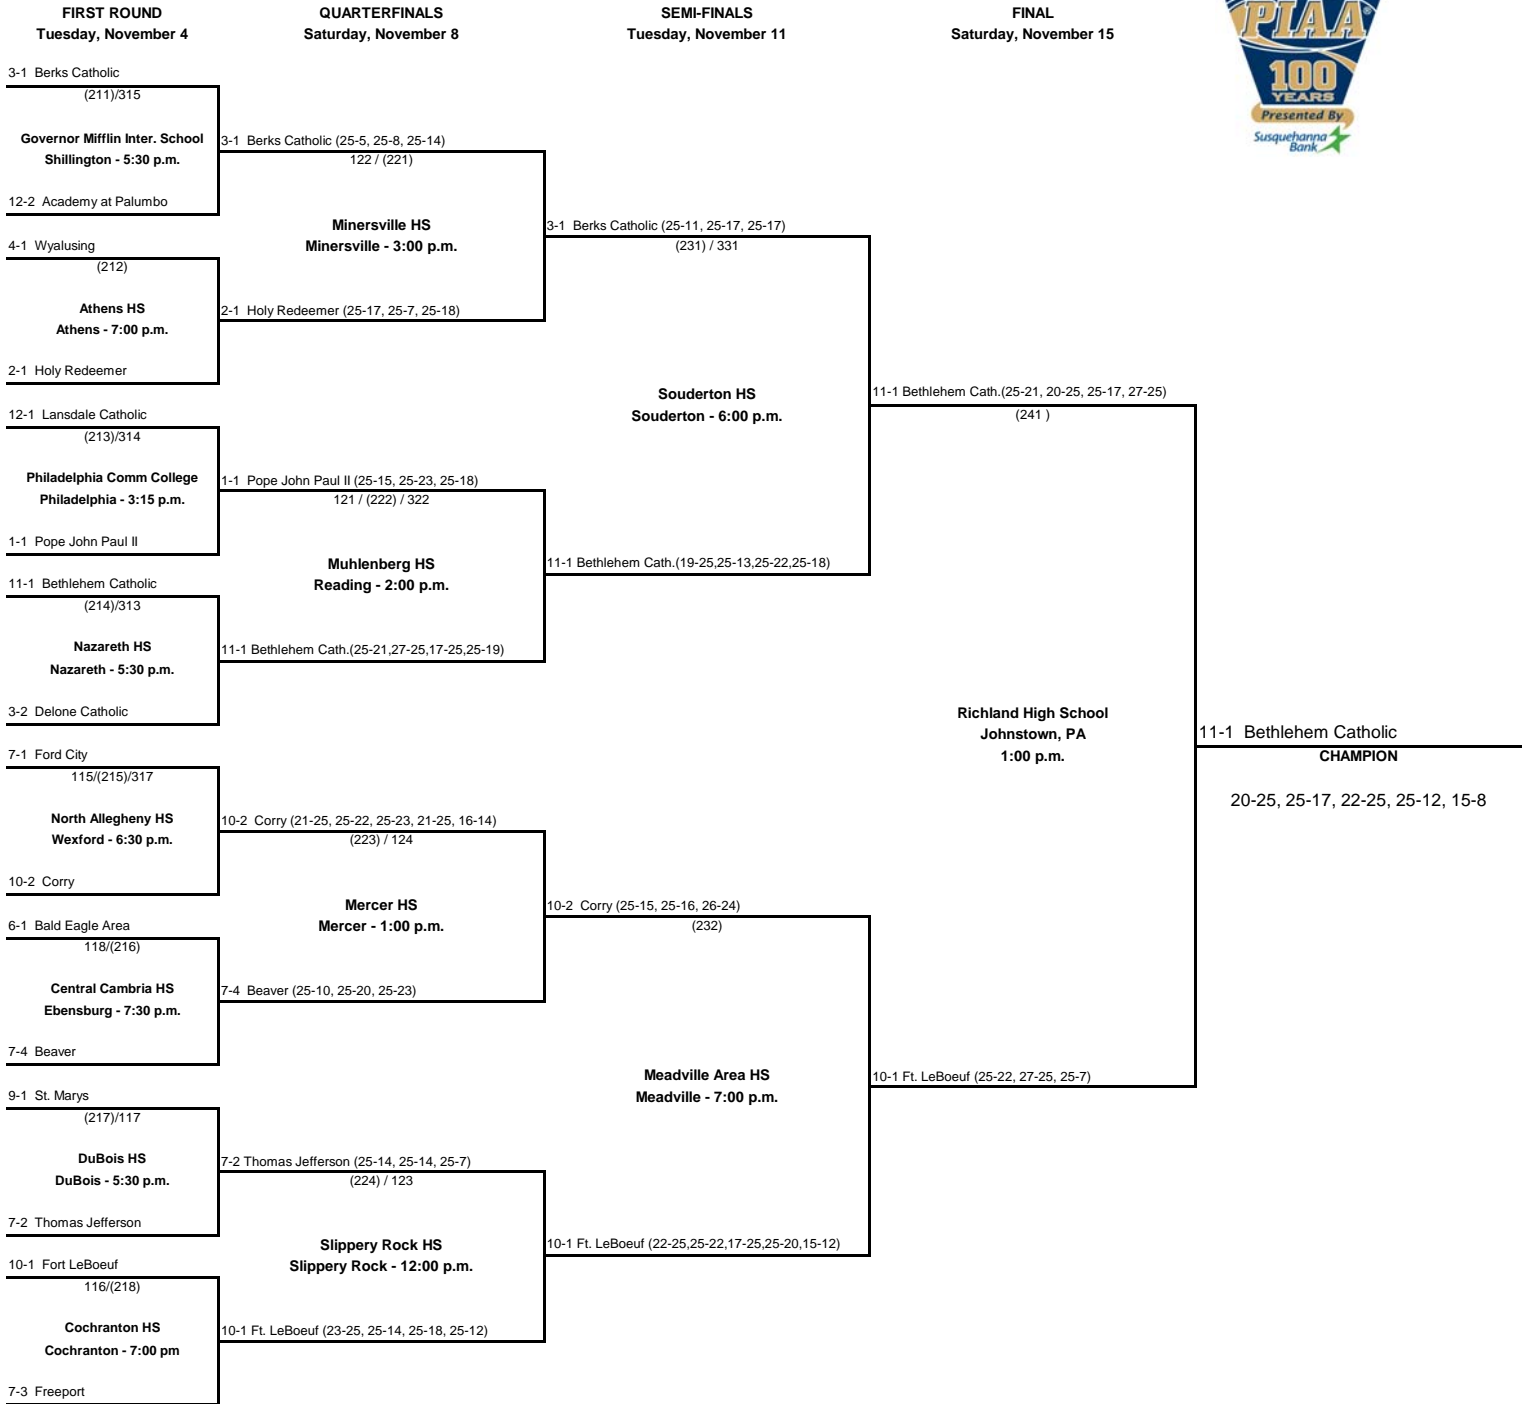 FIRST ROUND
Tuesday, November 4
QUARTERFINALS
Saturday, November 8
SEMI-FINALS
Tuesday, November 11
FINAL
Saturday, November 15
PIAA®
100
YEARS
Presented By
Susquehanna
Bank
3-1 Berks Catholic
(211)/315
Governor Mifflin Inter. School
Shillington - 5:30 p.m.
12-2 Academy at Palumbo
4-1 Wyalusing
(212)
Athens HS
Athens - 7:00 p.m.
2-1 Holy Redeemer
12-1 Lansdale Catholic
(213)/314
Philadelphia Comm College
Philadelphia - 3:15 p.m.
1-1 Pope John Paul II
11-1 Bethlehem Catholic
(214)/313
Nazareth HS
Nazareth - 5:30 p.m.
3-2 Delone Catholic
7-1 Ford City
115/(215)/317
North Allegheny HS
Wexford - 6:30 p.m.
10-2 Corry
6-1 Bald Eagle Area
118/(216)
Central Cambria HS
Ebensburg - 7:30 p.m.
7-4 Beaver
9-1 St. Marys
(217)/117
DuBois HS
DuBois - 5:30 p.m.
7-2 Thomas Jefferson
10-1 Fort LeBoeuf
116/(218)
Cochranton HS
Cochranton - 7:00 pm
7-3 Freeport
3-1 Berks Catholic (25-5, 25-8, 25-14)
122 / (221)
Minersville HS
Minersville - 3:00 p.m.
2-1 Holy Redeemer (25-17, 25-7, 25-18)
1-1 Pope John Paul II (25-15, 25-23, 25-18)
121 / (222) / 322
Muhlenberg HS
Reading - 2:00 p.m.
11-1 Bethlehem Cath.(25-21,27-25,17-25,25-19)
10-2 Corry (21-25, 25-22, 25-23, 21-25, 16-14)
(223) / 124
Mercer HS
Mercer - 1:00 p.m.
7-4 Beaver (25-10, 25-20, 25-23)
7-2 Thomas Jefferson (25-14, 25-14, 25-7)
(224) / 123
Slippery Rock HS
Slippery Rock - 12:00 p.m.
10-1 Ft. LeBoeuf (23-25, 25-14, 25-18, 25-12)
3-1 Berks Catholic (25-11, 25-17, 25-17)
(231) / 331
Souderton HS
Souderton - 6:00 p.m.
11-1 Bethlehem Cath.(19-25,25-13,25-22,25-18)
10-2 Corry (25-15, 25-16, 26-24)
(232)
Meadville Area HS
Meadville - 7:00 p.m.
10-1 Ft. LeBoeuf (22-25,25-22,17-25,25-20,15-12)
11-1 Bethlehem Cath.(25-21, 20-25, 25-17, 27-25)
(241 )
Richland High School
Johnstown, PA
1:00 p.m.
10-1 Ft. LeBoeuf (25-22, 27-25, 25-7)
11-1 Bethlehem Catholic
CHAMPION
20-25, 25-17, 22-25, 25-12, 15-8